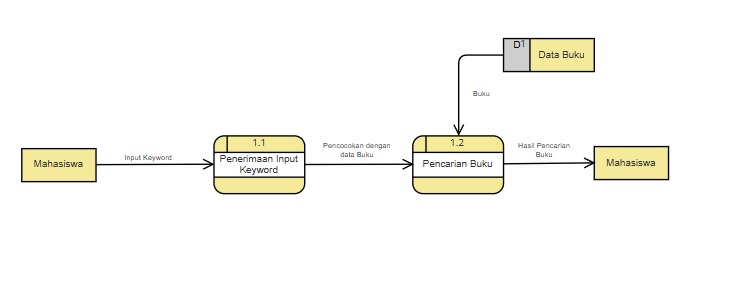 D1
Data Buku
Buku
1.1
1.2
Mahasiswa
Input Keyword
Penerimaan Input
Keyword
Pencocokan dengan
data Buku
Pencarian Buku
Hasil Pencarian
Buku
Mahasiswa